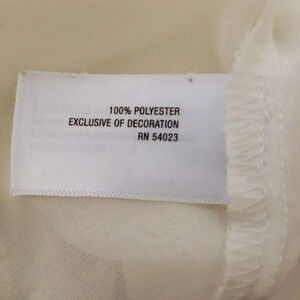 100% POLYESTER
EXCLUSIVE OF DECORATION
RN 54023